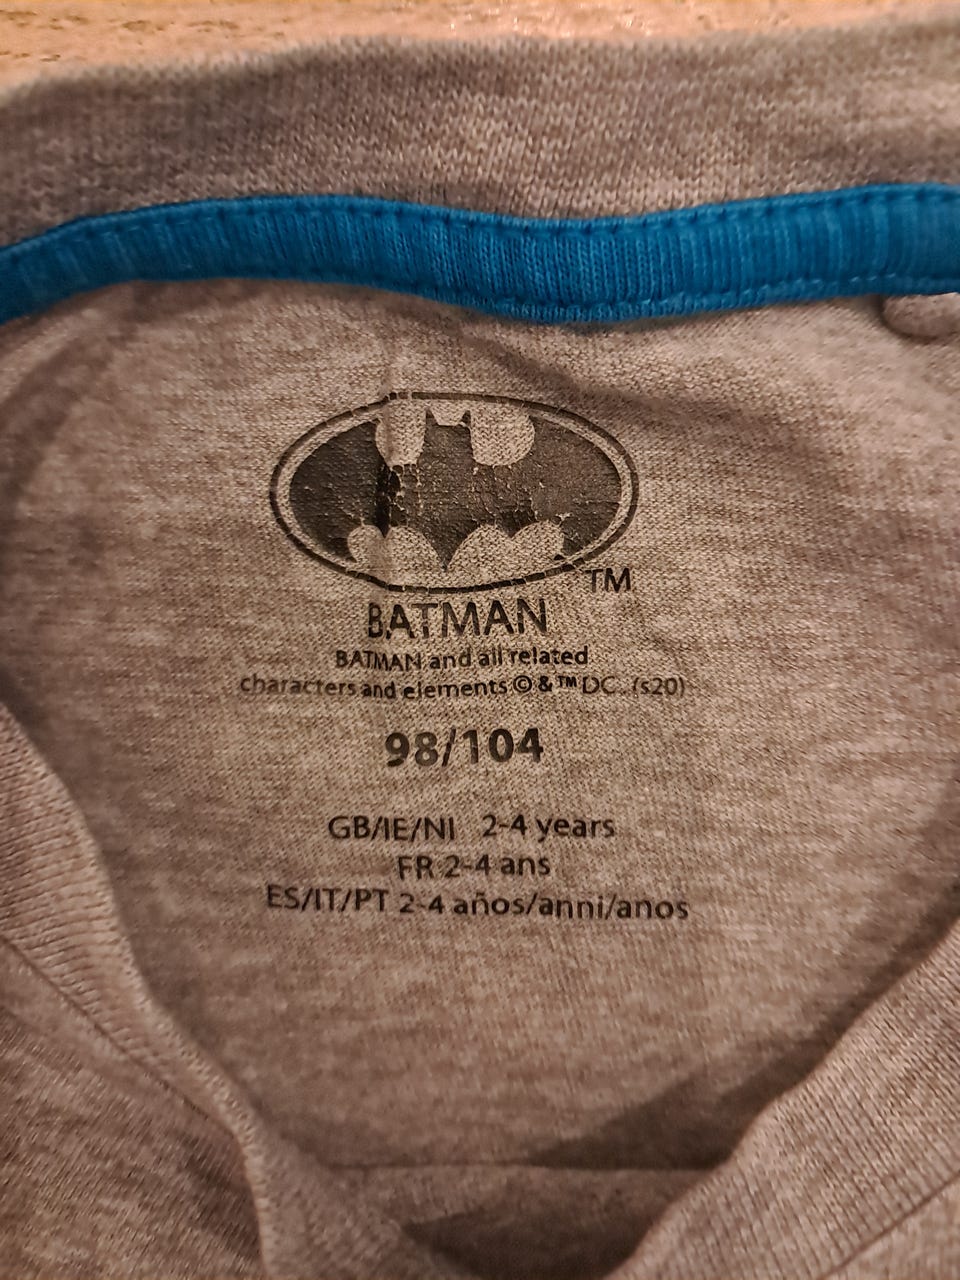 TM
BATMAN
BATMAN and all related
characters and elements © & ™ DC. (s20)
98/104
GB/IE/NI 2-4 years
FR 2-4 ans
ES/IT/PT 2-4 años/anni/anos